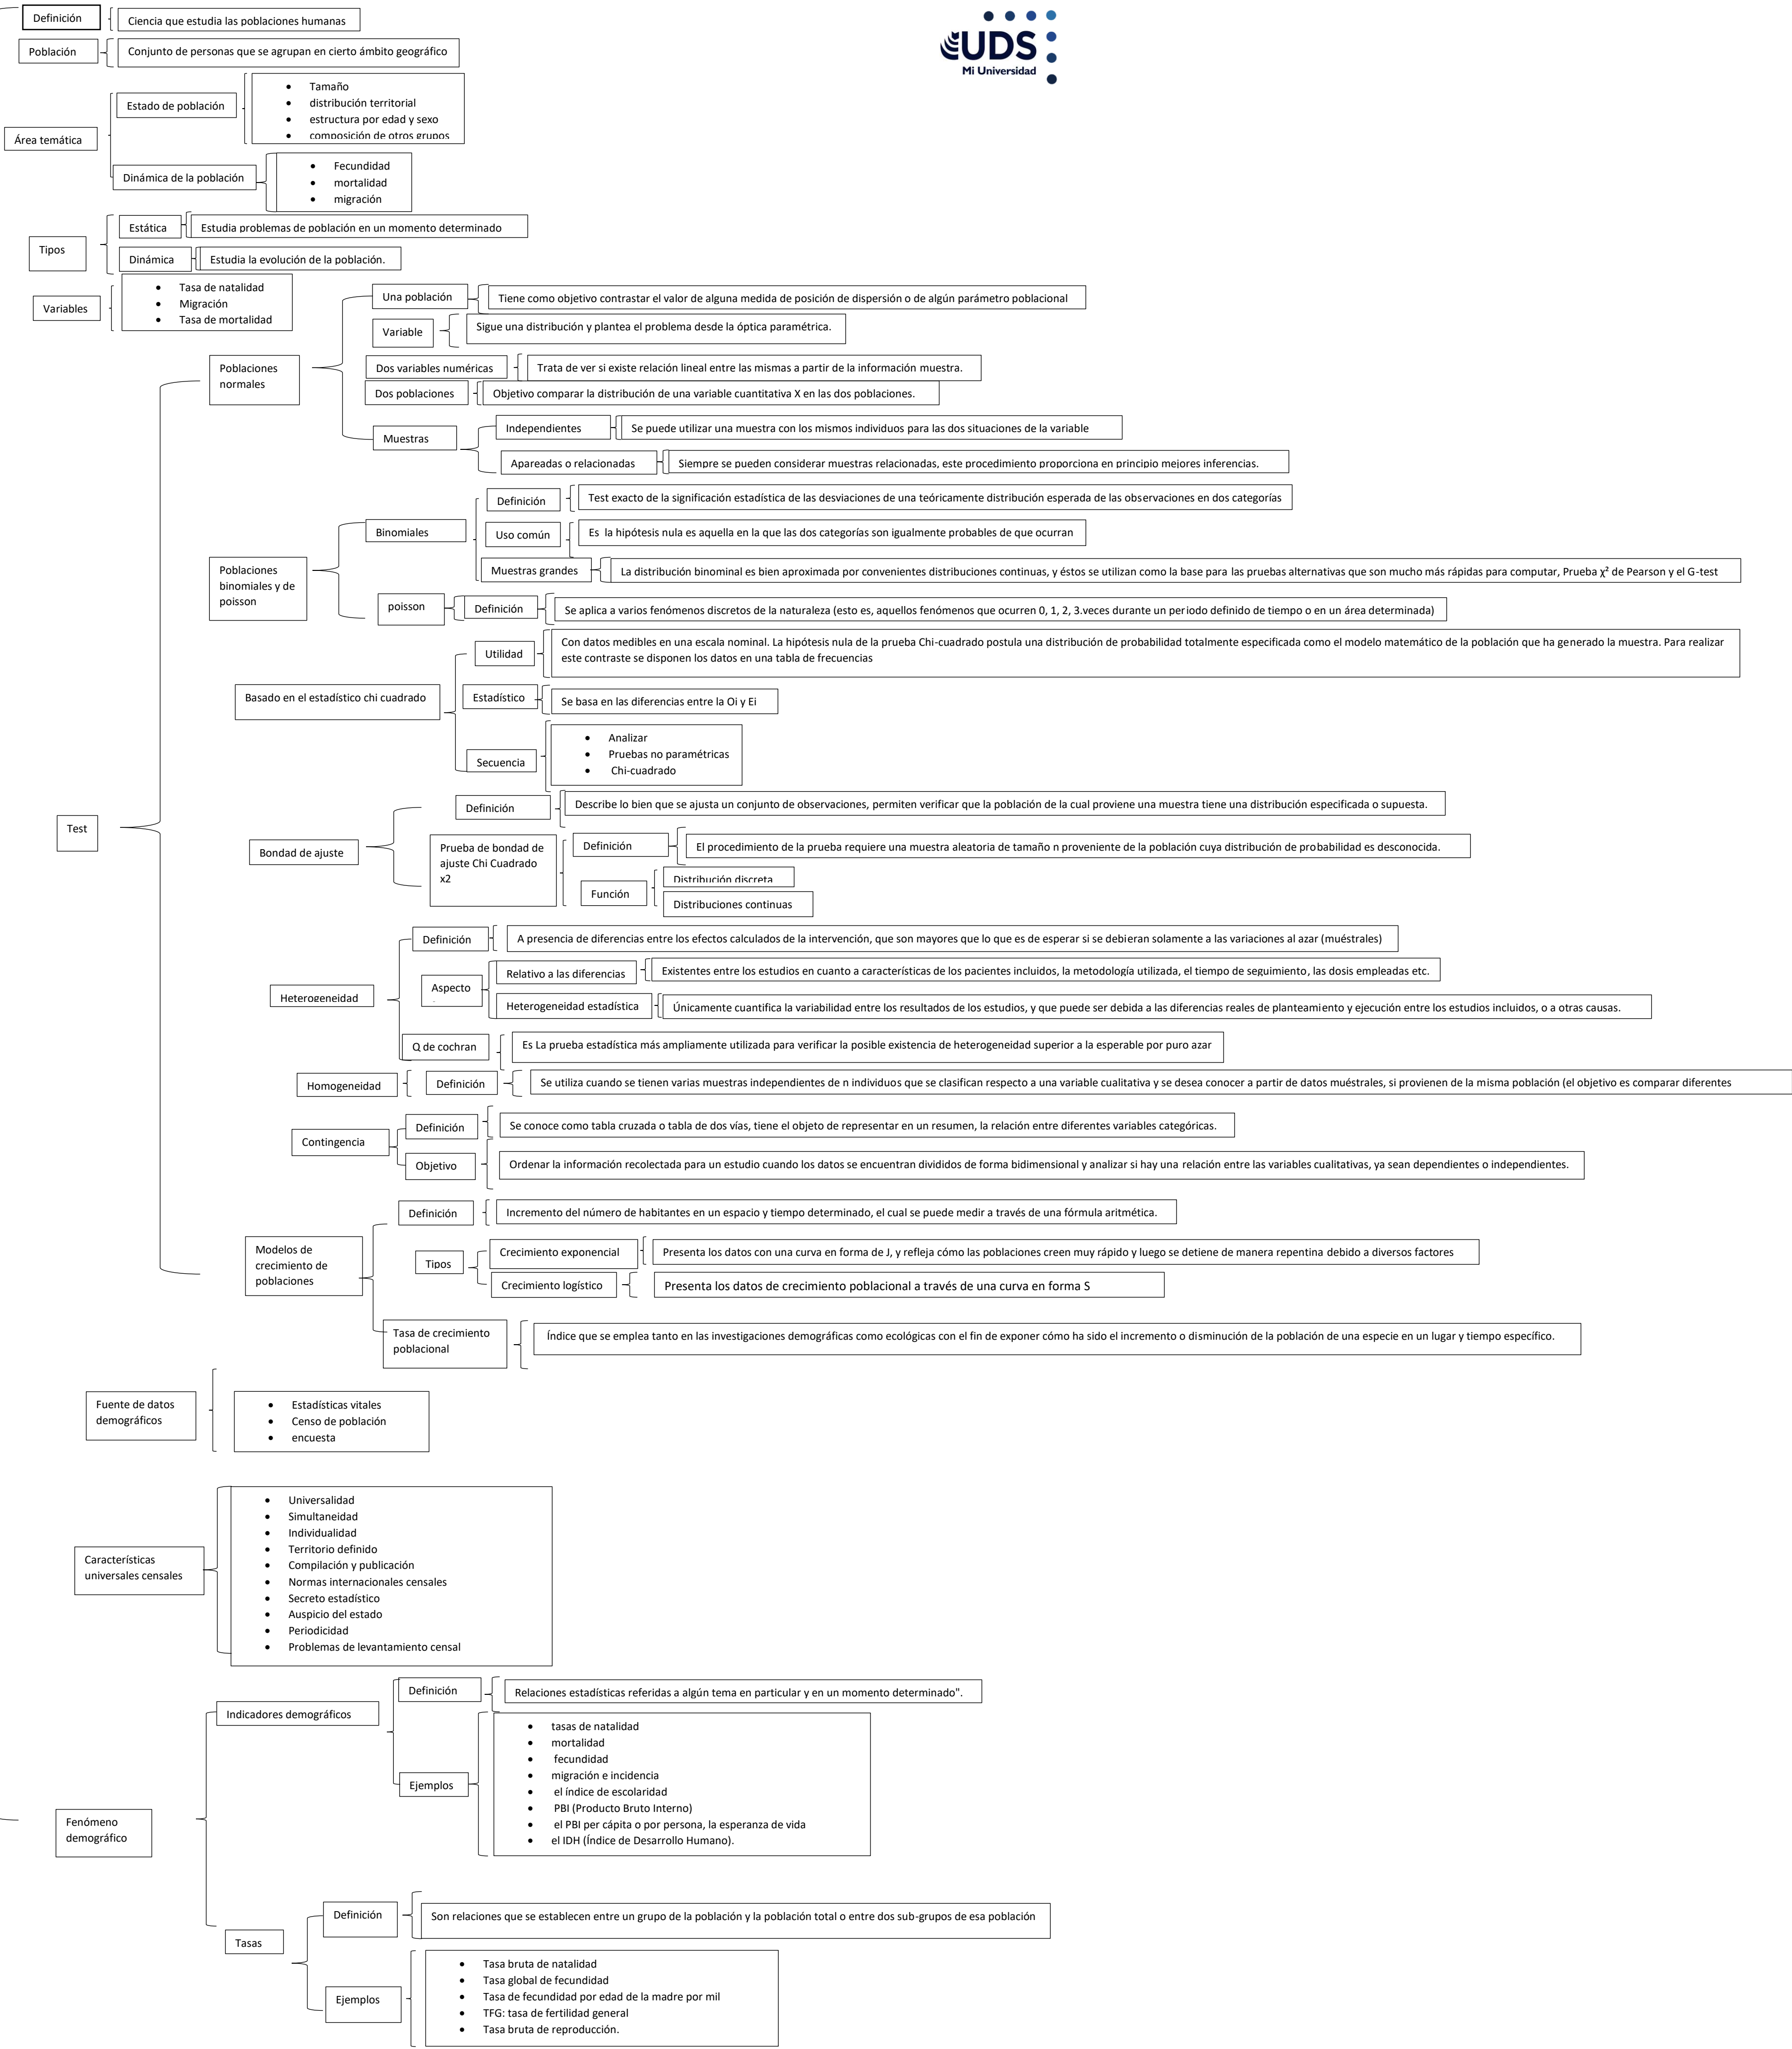 UDS
Mi Universidad
Definición
Ciencia que estudia las poblaciones humanas
Población
Conjunto de personas que se agrupan en cierto ámbito geográfico
Área temática
Estado de población
• Tamaño
• distribución territorial
• estructura por edad y sexo
• composición de otros grupos
Dinámica de la población
• Fecundidad
• mortalidad
• migración
Tipos
Estática
Estudia problemas de población en un momento determinado
Dinámica
Estudia la evolución de la población.
Variables
• Tasa de natalidad
• Migración
• Tasa de mortalidad
Test
Poblaciones
normales
Una población
Tiene como objetivo contrastar el valor de alguna medida de posición de dispersión o de algún parámetro poblacional
Variable
Sigue una distribución y plantea el problema desde la óptica paramétrica.
Dos variables numéricas
Trata de ver si existe relación lineal entre las mismas a partir de la información muestra.
Dos poblaciones
Objetivo comparar la distribución de una variable cuantitativa X en las dos poblaciones.
Muestras
Independientes
Se puede utilizar una muestra con los mismos individuos para las dos situaciones de la variable
Apareadas o relacionadas
Siempre se pueden considerar muestras relacionadas, este procedimiento proporciona en principio mejores inferencias.
Poblaciones
binomiales y de
poisson
Binomiales
Definición
Test exacto de la significación estadística de las desviaciones de una teóricamente distribución esperada de las observaciones en dos categorías
Uso común
Es la hipótesis nula es aquella en la que las dos categorías son igualmente probables de que ocurran
Muestras grandes
La distribución binominal es bien aproximada por convenientes distribuciones continuas, y éstos se utilizan como la base para las pruebas alternativas que son mucho más rápidas para computar, Prueba χ² de Pearson y el G-test
poisson
Definición
Se aplica a varios fenómenos discretos de la naturaleza (esto es, aquellos fenómenos que ocurren 0, 1, 2, 3.veces durante un periodo definido de tiempo o en un área determinada)
Basado en el estadístico chi cuadrado
Utilidad
Con datos medibles en una escala nominal. La hipótesis nula de la prueba Chi-cuadrado postula una distribución de probabilidad totalmente especificada como el modelo matemático de la población que ha generado la muestra. Para realizar
este contraste se disponen los datos en una tabla de frecuencias
Estadístico
Se basa en las diferencias entre la Oi y Ei
Secuencia
• Analizar
• Pruebas no paramétricas
• Chi-cuadrado
Bondad de ajuste
Definición
Describe lo bien que se ajusta un conjunto de observaciones, permiten verificar que la población de la cual proviene una muestra tiene una distribución especificada o supuesta.
Prueba de bondad de
ajuste Chi Cuadrado
x2
Definición
El procedimiento de la prueba requiere una muestra aleatoria de tamaño n proveniente de la población cuya distribución de probabilidad es desconocida.
Función
Distribución discreta
Distribuciones continuas
Heterogeneidad
Definición
A presencia de diferencias entre los efectos calculados de la intervención, que son mayores que lo que es de esperar si se debieran solamente a las variaciones al azar (muéstrales)
Aspecto
Relativo a las diferencias
Existentes entre los estudios en cuanto a características de los pacientes incluidos, la metodología utilizada, el tiempo de seguimiento, las dosis empleadas etc.
Heterogeneidad estadística
Únicamente cuantifica la variabilidad entre los resultados de los estudios, y que puede ser debida a las diferencias reales de planteamiento y ejecución entre los estudios incluidos, o a otras causas.
Q de cochran
Es La prueba estadística más ampliamente utilizada para verificar la posible existencia de heterogeneidad superior a la esperable por puro azar
Homogeneidad
Definición
Se utiliza cuando se tienen varias muestras independientes de n individuos que se clasifican respecto a una variable cualitativa y se desea conocer a partir de datos muéstrales, si provienen de la misma población (el objetivo es comparar diferentes
Contingencia
Definición
Se conoce como tabla cruzada o tabla de dos vías, tiene el objeto de representar en un resumen, la relación entre diferentes variables categóricas.
Objetivo
Ordenar la información recolectada para un estudio cuando los datos se encuentran divididos de forma bidimensional y analizar si hay una relación entre las variables cualitativas, ya sean dependientes o independientes.
Modelos de
crecimiento de
poblaciones
Definición
Incremento del número de habitantes en un espacio y tiempo determinado, el cual se puede medir a través de una fórmula aritmética.
Tipos
Crecimiento exponencial
Presenta los datos con una curva en forma de J, y refleja cómo las poblaciones creen muy rápido y luego se detiene de manera repentina debido a diversos factores
Crecimiento logístico
Presenta los datos de crecimiento poblacional a través de una curva en forma S
Tasa de crecimiento
poblacional
Índice que se emplea tanto en las investigaciones demográficas como ecológicas con el fin de exponer cómo ha sido el incremento o disminución de la población de una especie en un lugar y tiempo específico.
Fuente de datos
demográficos
• Estadísticas vitales
• Censo de población
• encuesta
Características
universales censales
• Universalidad
• Simultaneidad
• Individualidad
• Territorio definido
• Compilación y publicación
• Normas internacionales censales
• Secreto estadístico
• Auspicio del estado
• Periodicidad
• Problemas de levantamiento censal
Fenómeno
demográfico
Indicadores demográficos
Definición
Relaciones estadísticas referidas a algún tema en particular y en un momento determinado".
Ejemplos
• tasas de natalidad
• mortalidad
• fecundidad
• migración e incidencia
• el índice de escolaridad
• PBI (Producto Bruto Interno)
• el PBI per cápita o por persona, la esperanza de vida
• el IDH (Índice de Desarrollo Humano).
Tasas
Definición
Son relaciones que se establecen entre un grupo de la población y la población total o entre dos sub-grupos de esa población
Ejemplos
• Tasa bruta de natalidad
• Tasa global de fecundidad
• Tasa de fecundidad por edad de la madre por mil
• TFG: tasa de fertilidad general
• Tasa bruta de reproducción.